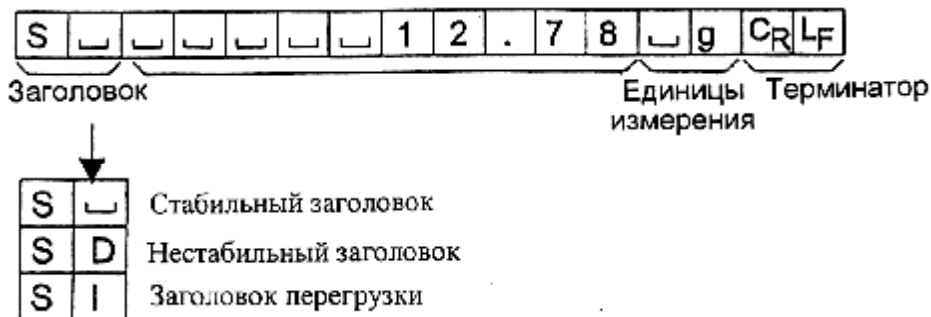 S ␣ ␣ ␣ ␣ ␣ ␣ 1 2 . 7 8 ␣ g CR LF
Заголовок Единицы измерения Терминатор
S ␣ Стабильный заголовок
S D Нестабильный заголовок
S I Заголовок перегрузки